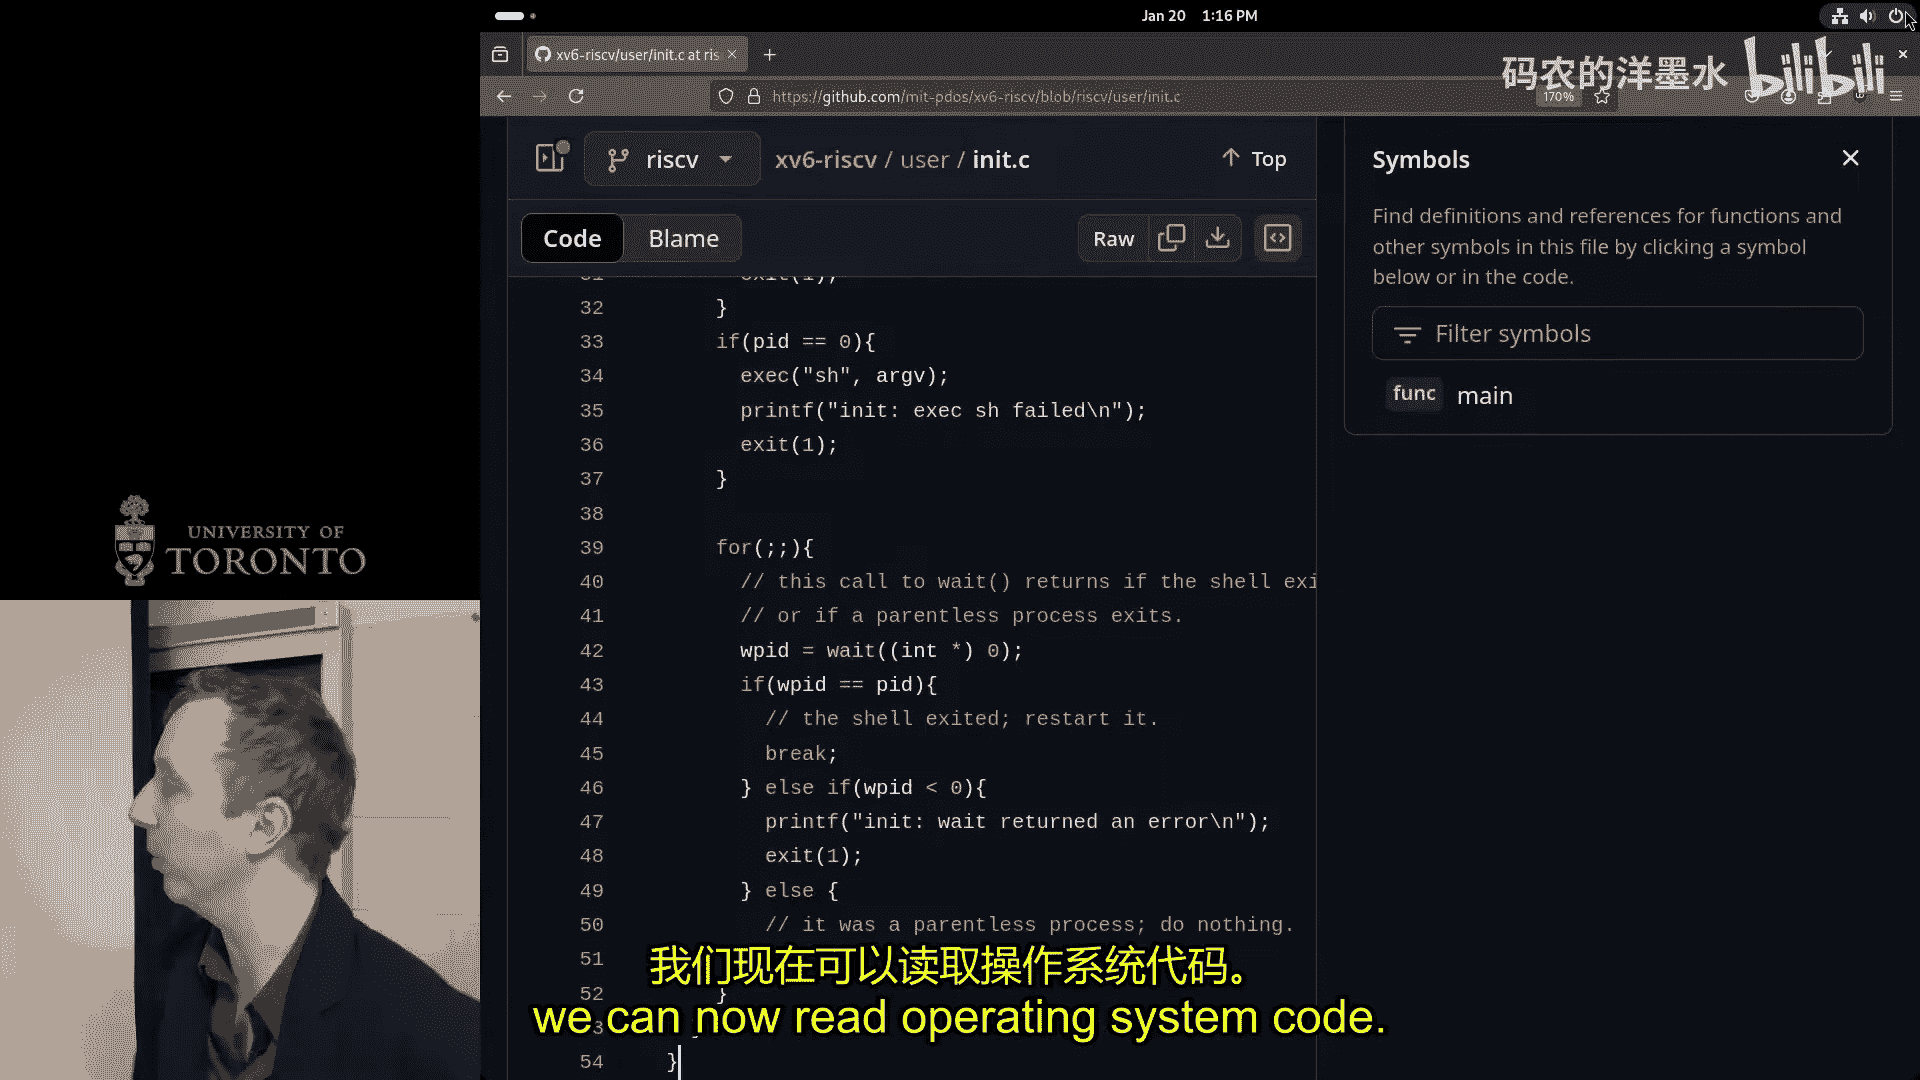 Jan 20 1:16 PM
xv6-riscv/user/init.c at ris
码农的洋墨水 bilibili
https://github.com/mit-pdos/xv6-riscv/blob/riscv/user/init.c
170%
riscv
xv6-riscv / user / init.c
Top
Code
Blame
Raw
32 }
33 if(pid == 0){
34 exec("sh", argv);
35 printf("init: exec sh failed\n");
36 exit(1);
37 }
38
39 for(;;){
40 // this call to wait() returns if the shell exi
41 // or if a parentless process exits.
42 wpid = wait((int *) 0);
43 if(wpid == pid){
44 // the shell exited; restart it.
45 break;
46 } else if(wpid < 0){
47 printf("init: wait returned an error\n");
48 exit(1);
49 } else {
50 // it was a parentless process; do nothing.
51
52 }
54 }
Symbols
Find definitions and references for functions and
other symbols in this file by clicking a symbol
below or in the code.
Filter symbols
func main
UNIVERSITY OF
TORONTO
我们现在可以读取操作系统代码。
we can now read operating system code.